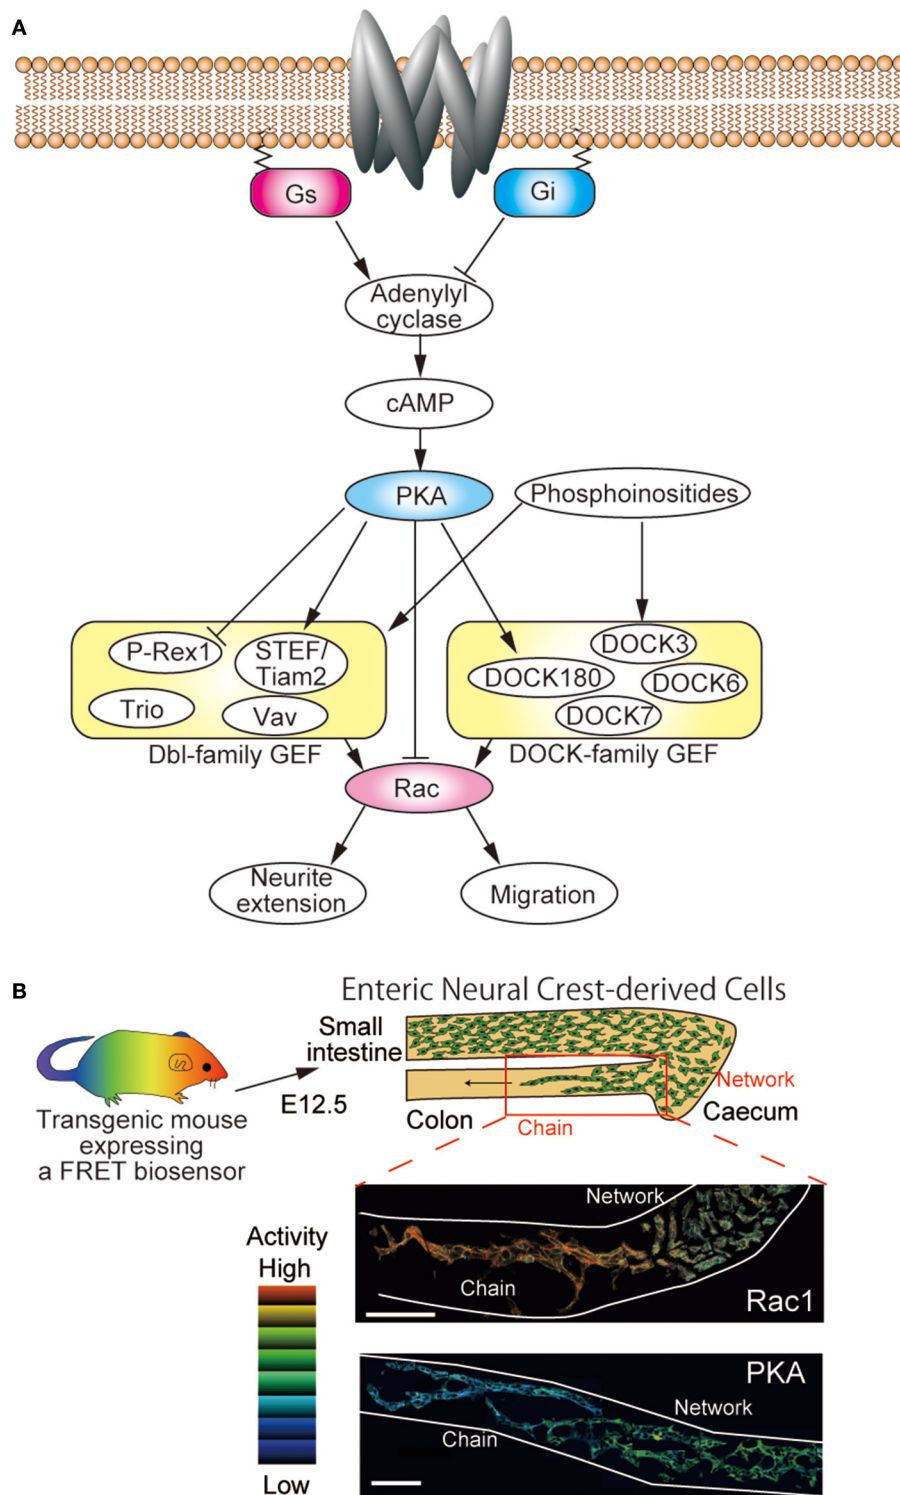 A
Gs
Gi
Adenylyl
cyclase
cAMP
PKA
Phosphoinositides
P-Rex1
STEF/
Tiam2
Trio
Vav
DOCK3
DOCK180
DOCK6
DOCK7
Dbl-family GEF
DOCK-family GEF
Rac
Neurite
extension
Migration
B
Enteric Neural Crest-derived Cells
Small
intestine
E12.5
Colon
Network
Caecum
Chain
Transgenic mouse
expressing
a FRET biosensor
Activity
High
Low
Network
Chain
Rac1
PKA
Network
Chain